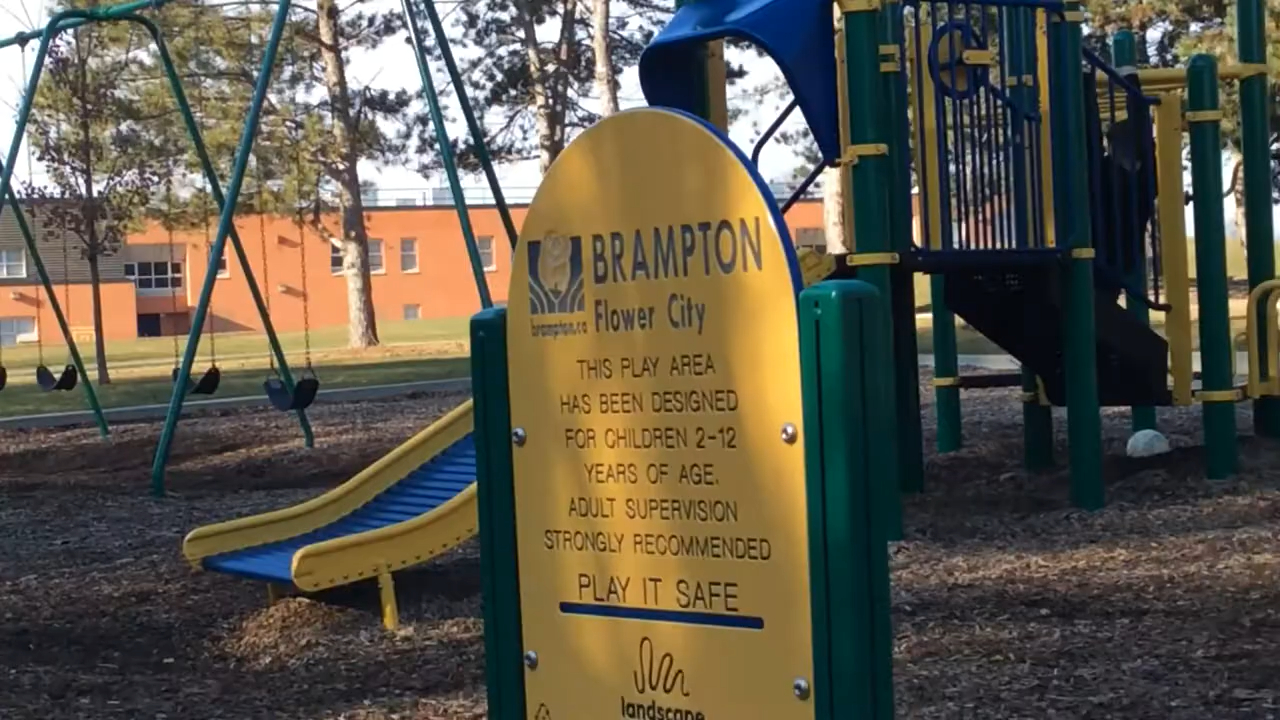 BRAMPTON
brampton.ca Flower City
THIS PLAY AREA
HAS BEEN DESIGNED
FOR CHILDREN 2-12
YEARS OF AGE.
ADULT SUPERVISION
STRONGLY RECOMMENDED
PLAY IT SAFE
landscape